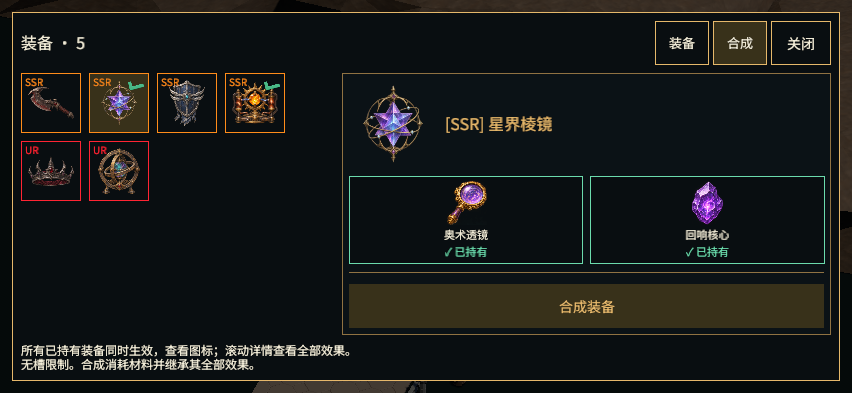 装备 · 5
装备
合成
关闭
SSR
SSR
SSR
SSR
UR
UR
[SSR] 星界棱镜
奥术透镜
✓已持有
回响核心
✓已持有
合成装备
所有已持有装备同时生效，查看图标；滚动详情查看全部效果。
无槽限制。合成消耗材料并继承其全部效果。